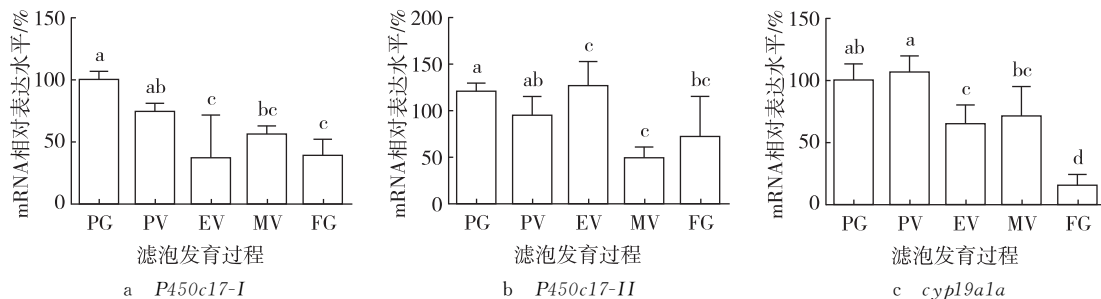 mRNA相对表达水平/%
150
100
50
0
a
ab
c
bc
c
PG PV EV MV FG
滤泡发育过程
a P450c17-I
mRNA相对表达水平/%
200
150
100
50
0
a
ab
c
c
bc
PG PV EV MV FG
滤泡发育过程
b P450c17-II
mRNA相对表达水平/%
150
100
50
0
ab
a
c
bc
d
PG PV EV MV FG
滤泡发育过程
c cyp19a1a